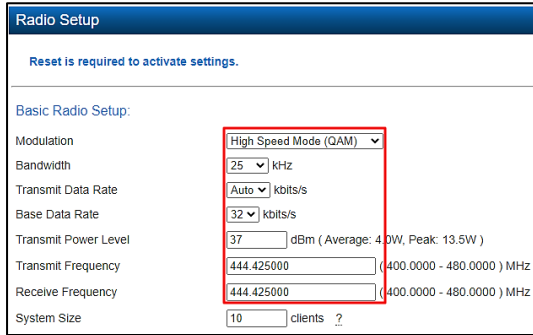 Radio Setup
Reset is required to activate settings.
Basic Radio Setup:
Modulation High Speed Mode (QAM)
Bandwidth 25 kHz
Transmit Data Rate Auto kbits/s
Base Data Rate 32 kbits/s
Transmit Power Level 37 dBm ( Average: 4.0W, Peak: 13.5W )
Transmit Frequency 444.425000 ( 400.0000 - 480.0000 ) MHz
Receive Frequency 444.425000 ( 400.0000 - 480.0000 ) MHz
System Size 10 clients ?